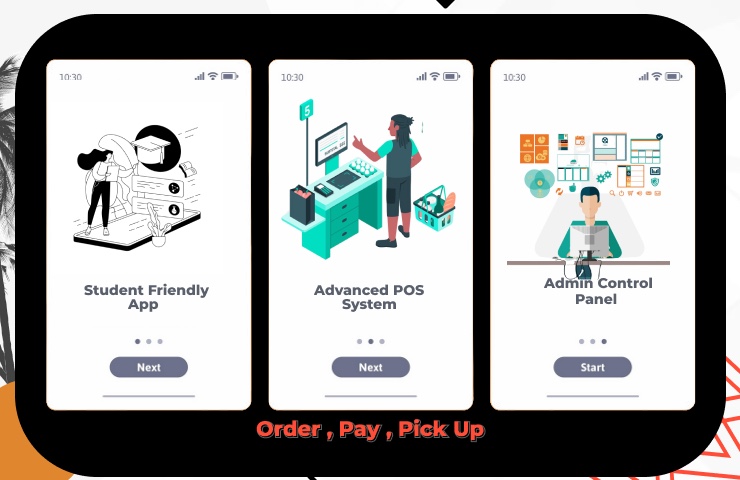 10:30
10:30
10:30
5
Student Friendly
App
Advanced POS
System
Admin Control
Panel
Next
Next
Start
Order , Pay , Pick Up